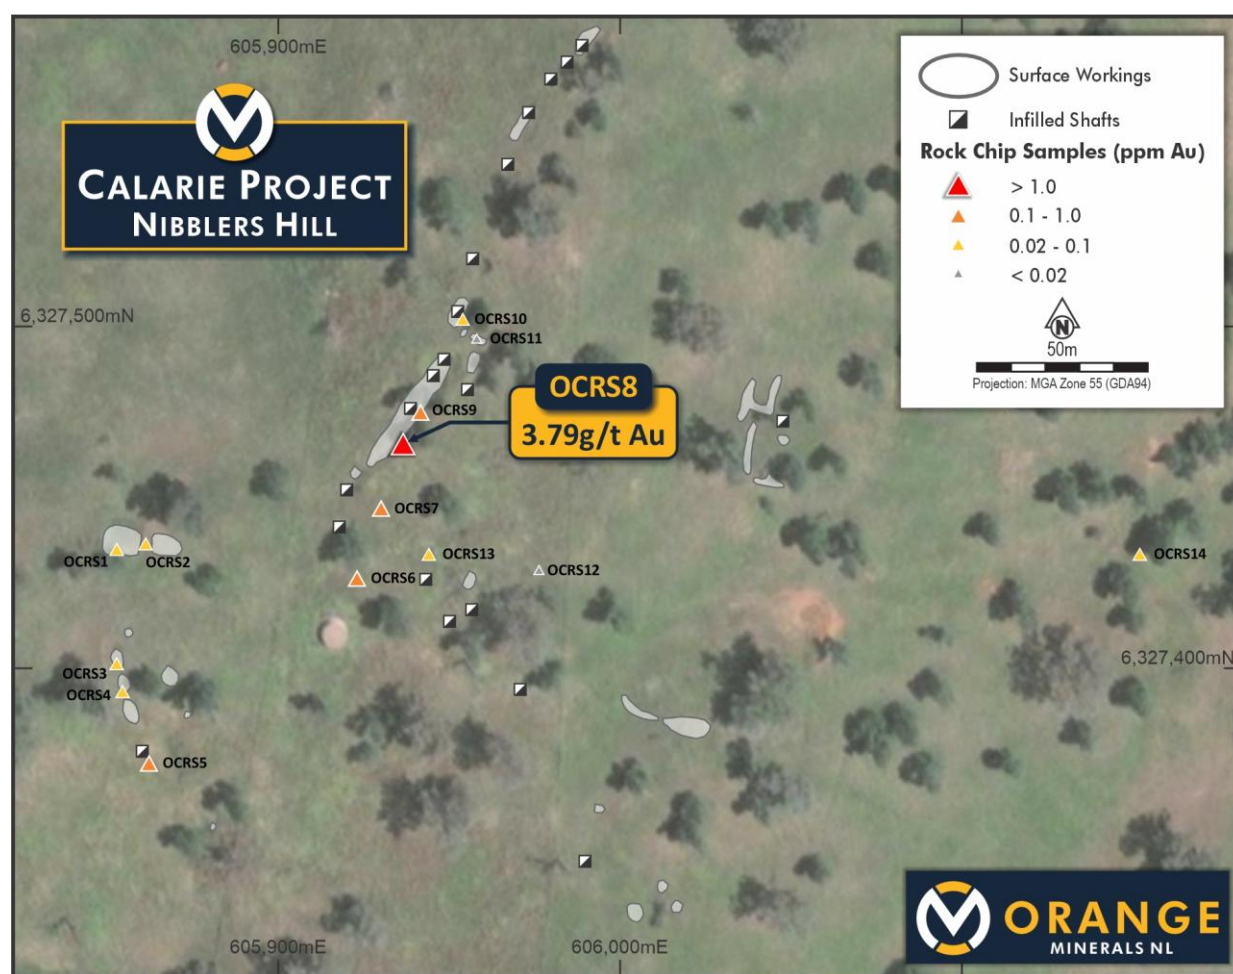 605,900mE
CALARIE PROJECT
NIBBLERS HILL
Surface Workings
Infilled Shafts
Rock Chip Samples (ppm Au)
> 1.0
0.1 - 1.0
0.02 - 0.1
< 0.02
N
50m
Projection: MGA Zone 55 (GDA94)
6,327,500mN
OCRS10
OCRS11
OCRS8
3.79g/t Au
OCRS9
OCRS7
OCRS1
OCRS2
OCRS13
OCRS14
OCRS6
OCRS12
OCRS3
6,327,400mN
OCRS4
OCRS5
605,900mE
606,000mE
ORANGE
MINERALS NL